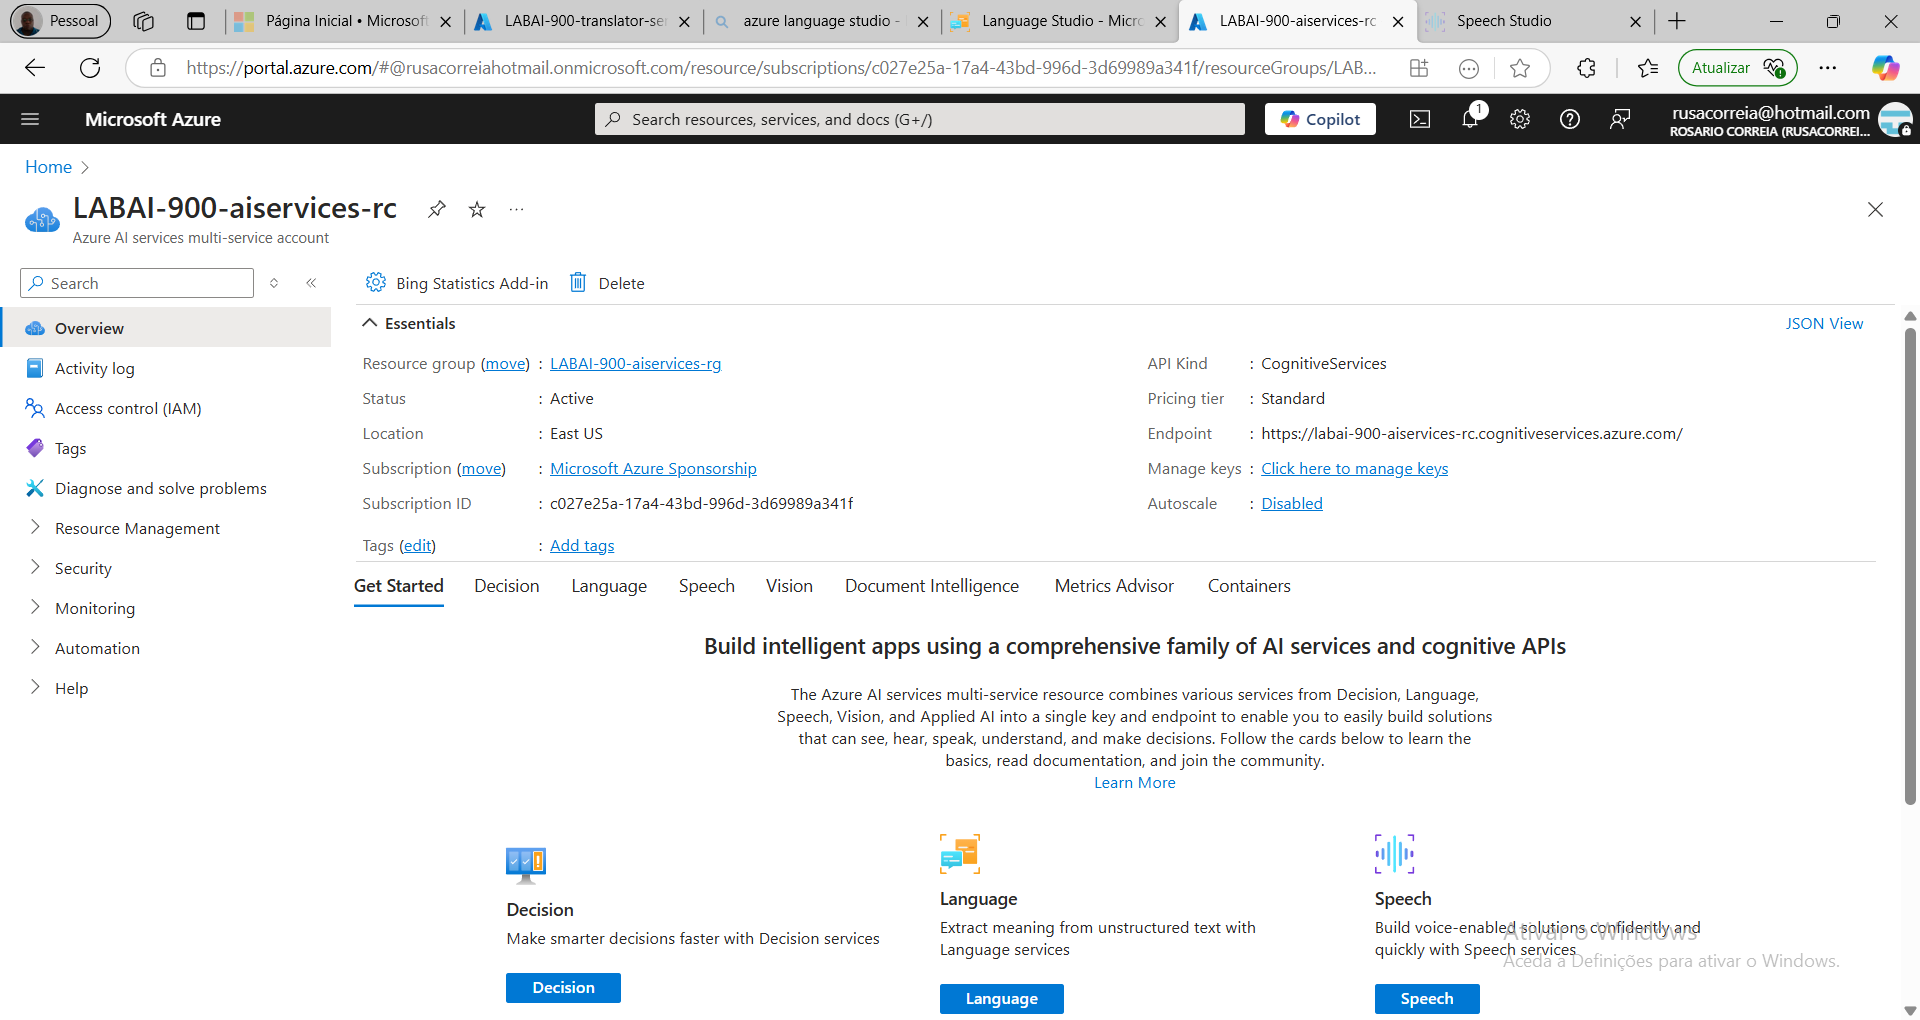 Pessoal
Página Inicial • Microsoft
LABAI-900-translator-ser
azure language studio -
Language Studio - Micro
LABAI-900-aiservices-rc
Speech Studio
https://portal.azure.com/#@rusacorreiahotmail.onmicrosoft.com/resource/subscriptions/c027e25a-17a4-43bd-996d-3d69989a341f/resourceGroups/LAB...
Atualizar
Microsoft Azure
Search resources, services, and docs (G+/)
Copilot
1
rusacorreia@hotmail.com
ROSARIO CORREIA (RUSACORREI...
Home
LABAI-900-aiservices-rc
Azure AI services multi-service account
Search
Bing Statistics Add-in
Delete
Overview
Activity log
Access control (IAM)
Tags
Diagnose and solve problems
Resource Management
Security
Monitoring
Automation
Help
Essentials
JSON View
Resource group (move) : LABAI-900-aiservices-rg
Status : Active
Location : East US
Subscription (move) : Microsoft Azure Sponsorship
Subscription ID : c027e25a-17a4-43bd-996d-3d69989a341f
Tags (edit) : Add tags
API Kind : CognitiveServices
Pricing tier : Standard
Endpoint : https://labai-900-aiservices-rc.cognitiveservices.azure.com/
Manage keys : Click here to manage keys
Autoscale : Disabled
Get Started
Decision
Language
Speech
Vision
Document Intelligence
Metrics Advisor
Containers
Build intelligent apps using a comprehensive family of AI services and cognitive APIs
The Azure AI services multi-service resource combines various services from Decision, Language,
Speech, Vision, and Applied AI into a single key and endpoint to enable you to easily build solutions
that can see, hear, speak, understand, and make decisions. Follow the cards below to learn the
basics, read documentation, and join the community.
Learn More
Decision
Make smarter decisions faster with Decision services
Decision
Language
Extract meaning from unstructured text with
Language services
Language
Speech
Build voice-enabled solutions confidently and
quickly with Speech services
Speech
Ativar o Windows
Aceda a Definições para ativar o Windows.